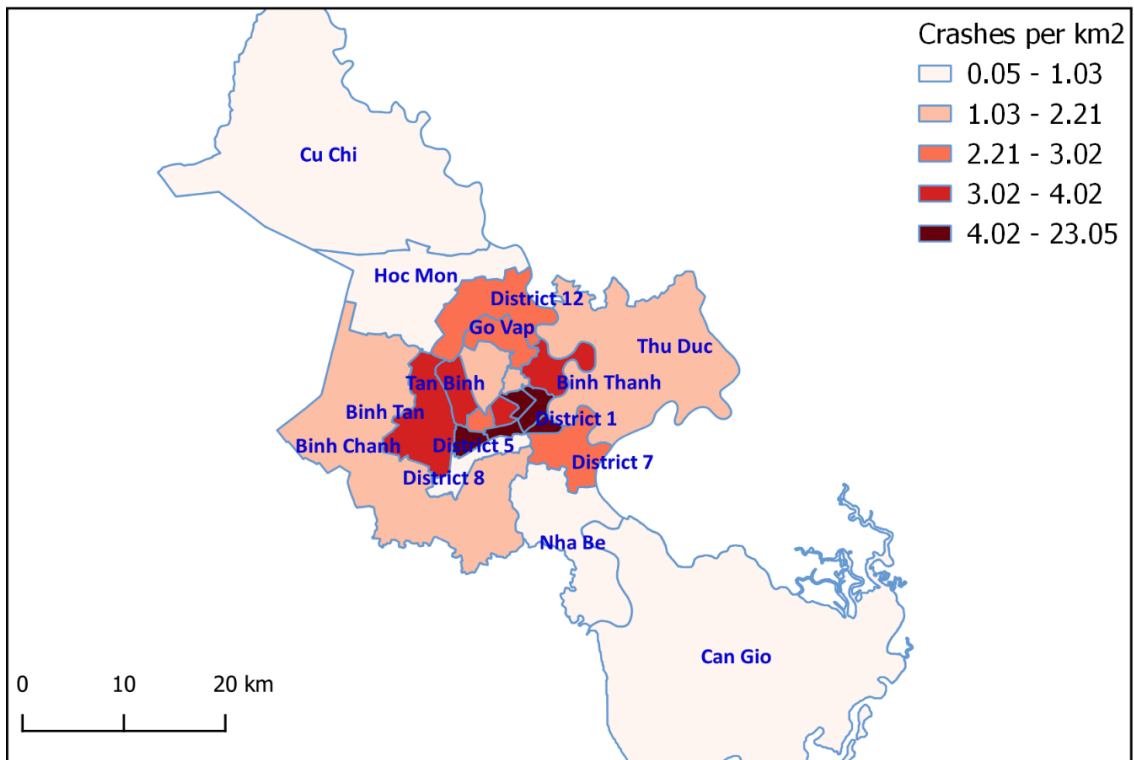 Crashes per km2
0.05 - 1.03
1.03 - 2.21
2.21 - 3.02
3.02 - 4.02
4.02 - 23.05
Cu Chi
Hoc Mon
District 12
Go Vap
Thu Duc
Tan Binh
Binh Thanh
Binh Tan
District 1
Binh Chanh
District 5
District 7
District 8
Nha Be
Can Gio
0 10 20 km